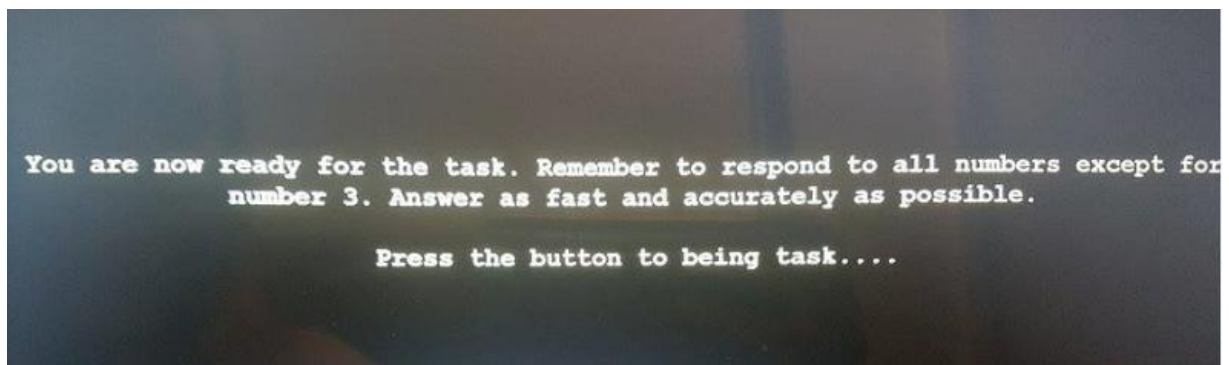 You are now ready for the task. Remember to respond to all numbers except for
number 3. Answer as fast and accurately as possible.
Press the button to being task....